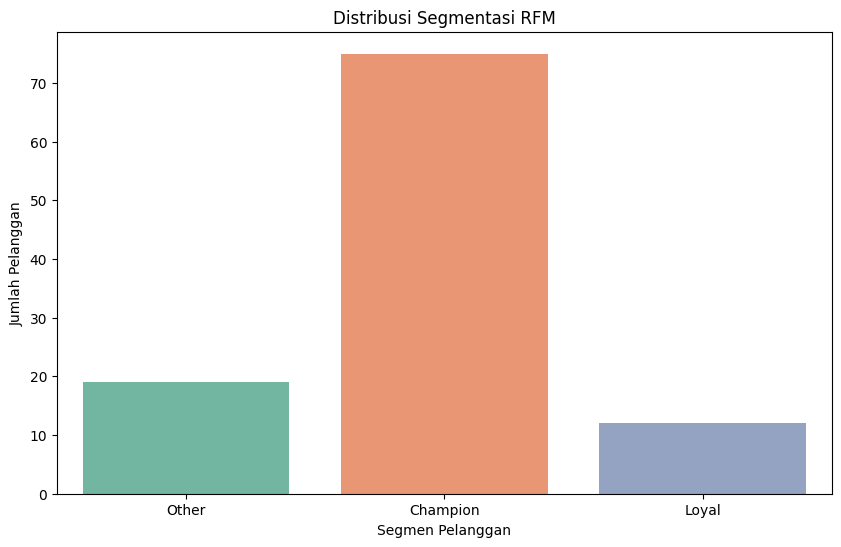 Distribusi Segmentasi RFM
Jumlah Pelanggan
70
60
50
40
30
20
10
0
Other
Champion
Loyal
Segmen Pelanggan